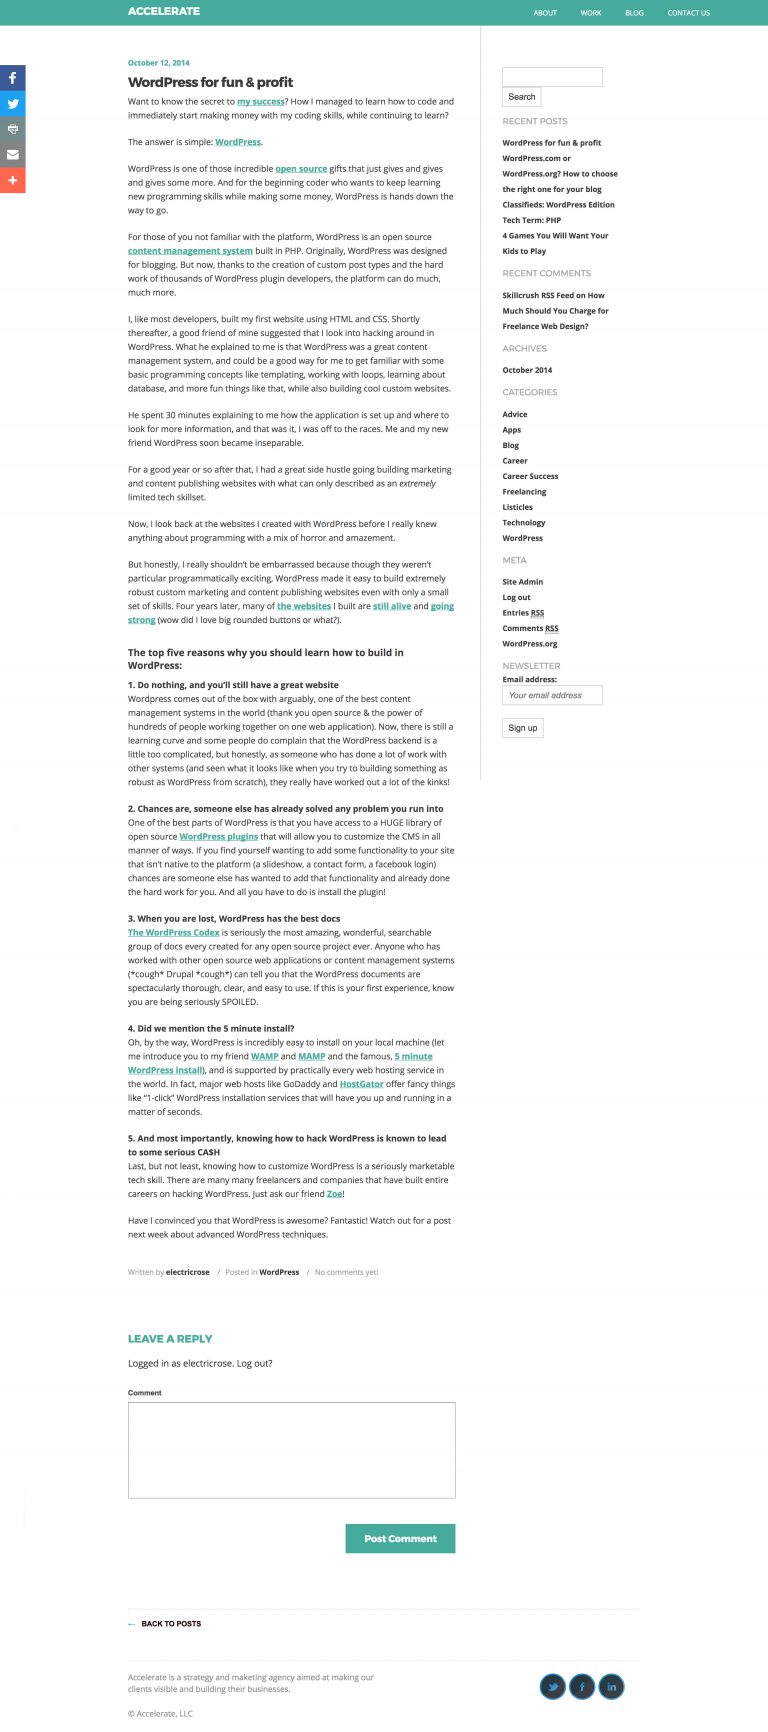 ACCELERATE
ABOUT WORK BLOG CONTACT US
October 12, 2014
WordPress for fun & profit
Want to know the secret to my success? How I managed to learn how to code and
immediately start making money with my coding skills, while continuing to learn?
The answer is simple: WordPress.
WordPress is one of those incredible open source gifts that just gives and gives
and gives some more. And for the beginning coder who wants to keep learning
new programming skills while making some money, WordPress is hands down the
way to go.
For those of you not familiar with the platform, WordPress is an open source
content management system built in PHP. Originally, WordPress was designed
for blogging. But now, thanks to the creation of custom post types and the hard
work of thousands of WordPress plugin developers, the platform can do much,
much more.
I, like most developers, built my first website using HTML and CSS. Shortly
thereafter, a good friend of mine suggested that I look into hacking around in
WordPress. What he explained to me is that WordPress was a great content
management system, and could be a good way for me to get familiar with some
basic programming concepts like templating, working with loops, learning about
database, and more fun things like that, while also building cool custom websites.
He spent 30 minutes explaining to me how the application is set up and where to
look for more information, and that was it, I was off to the races. Me and my new
friend WordPress soon became inseparable.
For a good year or so after that, I had a great side hustle going building marketing
and content publishing websites with what can only described as an extremely
limited tech skillset.
Now, I look back at the websites I created with WordPress before I really knew
anything about programming with a mix of horror and amazement.
But honestly, I really shouldn't be embarrassed because though they weren't
particular programmatically exciting, WordPress made it easy to build extremely
robust custom marketing and content publishing websites even with only a small
set of skills. Four years later, many of the websites I built are still alive and going
strong (wow did I love big rounded buttons or what?).
The top five reasons why you should learn how to build in
WordPress:
1. Do nothing, and you'll still have a great website
Wordpress comes out of the box with arguably, one of the best content
management systems in the world (thank you open source & the power of
hundreds of people working together on one web application). Now, there is still a
learning curve and some people do complain that the WordPress backend is a
little too complicated, but honestly, as someone who has done a lot of work with
other systems (and seen what it looks like when you try to building something as
robust as WordPress from scratch), they really have worked out a lot of the kinks!
2. Chances are, someone else has already solved any problem you run into
One of the best parts of WordPress is that you have access to a HUGE library of
open source WordPress plugins that will allow you to customize the CMS in all
manner of ways. If you find yourself wanting to add some functionality to your site
that isn't native to the platform (a slideshow, a contact form, a facebook login)
chances are someone else has wanted to add that functionality and already done
the hard work for you. And all you have to do is install the plugin!
3. When you are lost, WordPress has the best docs
The WordPress Codex is seriously the most amazing, wonderful, searchable
group of docs every created for any open source project ever. Anyone who has
worked with other open source web applications or content management systems
(*cough* Drupal *cough*) can tell you that the WordPress documents are
spectacularly thorough, clear, and easy to use. If this is your first experience, know
you are being seriously SPOILED.
4. Did we mention the 5 minute install?
Oh, by the way, WordPress is incredibly easy to install on your local machine (let
me introduce you to my friend WAMP and MAMP and the famous, 5 minute
WordPress install), and is supported by practically every web hosting service in
the world. In fact, major web hosts like GoDaddy and HostGator offer fancy things
like "1-click" WordPress installation services that will have you up and running in a
matter of seconds.
5. And most importantly, knowing how to hack WordPress is known to lead
to some serious CA$H
Last, but not least, knowing how to customize WordPress is a seriously marketable
tech skill. There are many many freelancers and companies that have built entire
careers on hacking WordPress. Just ask our friend Zoe!
Have I convinced you that WordPress is awesome? Fantastic! Watch out for a post
next week about advanced WordPress techniques.
Written by electricrose / Posted in WordPress / No comments yet!
LEAVE A REPLY
Logged in as electricrose. Log out?
Comment
Post Comment
Search
RECENT POSTS
WordPress for fun & profit
WordPress.com or
WordPress.org? How to choose
the right one for your blog
Classifieds: WordPress Edition
Tech Term: PHP
4 Games You Will Want Your
Kids to Play
RECENT COMMENTS
Skillcrush RSS Feed on How
Much Should You Charge for
Freelance Web Design?
ARCHIVES
October 2014
CATEGORIES
Advice
Apps
Blog
Career
Career Success
Freelancing
Listicles
Technology
WordPress
META
Site Admin
Log out
Entries RSS
Comments RSS
WordPress.org
NEWSLETTER
Email address:
Your email address
Sign up
← BACK TO POSTS
Accelerate is a strategy and maketing agency aimed at making our
clients visible and building their businesses.
© Accelerate, LLC